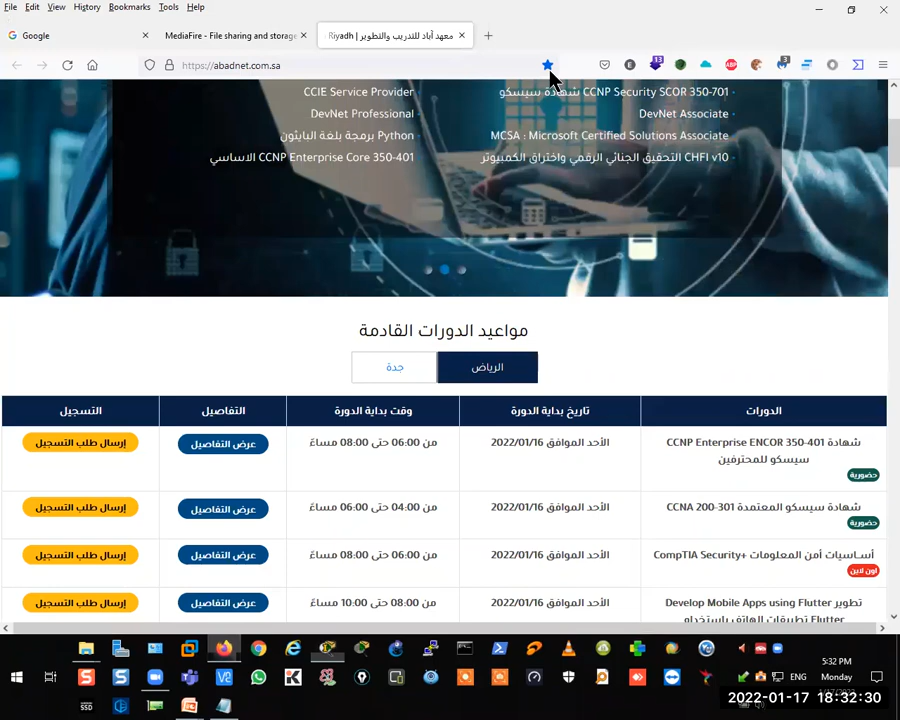 File Edit View History Bookmarks Tools Help
Google
MediaFire - File sharing and storage
Riyadh | معهد أباد للتدريب والتطوير
https://abadnet.com.sa
13
ABP
CCNP Security SCOR 350-701 شهادة سيسكو
CCIE Service Provider
DevNet Associate
DevNet Professional
MCSA : Microsoft Certified Solutions Associate
Python برمجة بلغة البايثون
CHFI v10 التحقيق الجنائي الرقمي واختراق الكمبيوتر
CCNP Enterprise Core 350-401 الاساسي
مواعيد الدورات القادمة
الرياض
جدة
الدورات تاريخ بداية الدورة وقت بداية الدورة التفاصيل التسجيل
شهادة CCNP Enterprise ENCOR 350-401
سيسكو للمحترفين
حضورية
الأحد الموافق 2022/01/16
من 06:00 حتى 08:00 مساءً
عرض التفاصيل
إرسال طلب التسجيل
شهادة سيسكو المعتمدة CCNA 200-301
حضورية
الأحد الموافق 2022/01/16
من 04:00 حتى 06:00 مساءً
عرض التفاصيل
إرسال طلب التسجيل
أساسيات أمن المعلومات CompTIA Security+
اون لاين
الأحد الموافق 2022/01/16
من 06:00 حتى 08:00 مساءً
عرض التفاصيل
إرسال طلب التسجيل
تطوير Develop Mobile Apps using Flutter
تطبيقات الهاتف باستخدام Flutter
الأحد الموافق 2022/01/16
من 08:00 حتى 10:00 مساءً
عرض التفاصيل
إرسال طلب التسجيل
5:32 PM
ENG
Monday
2022-01-17 18:32:30
SSD